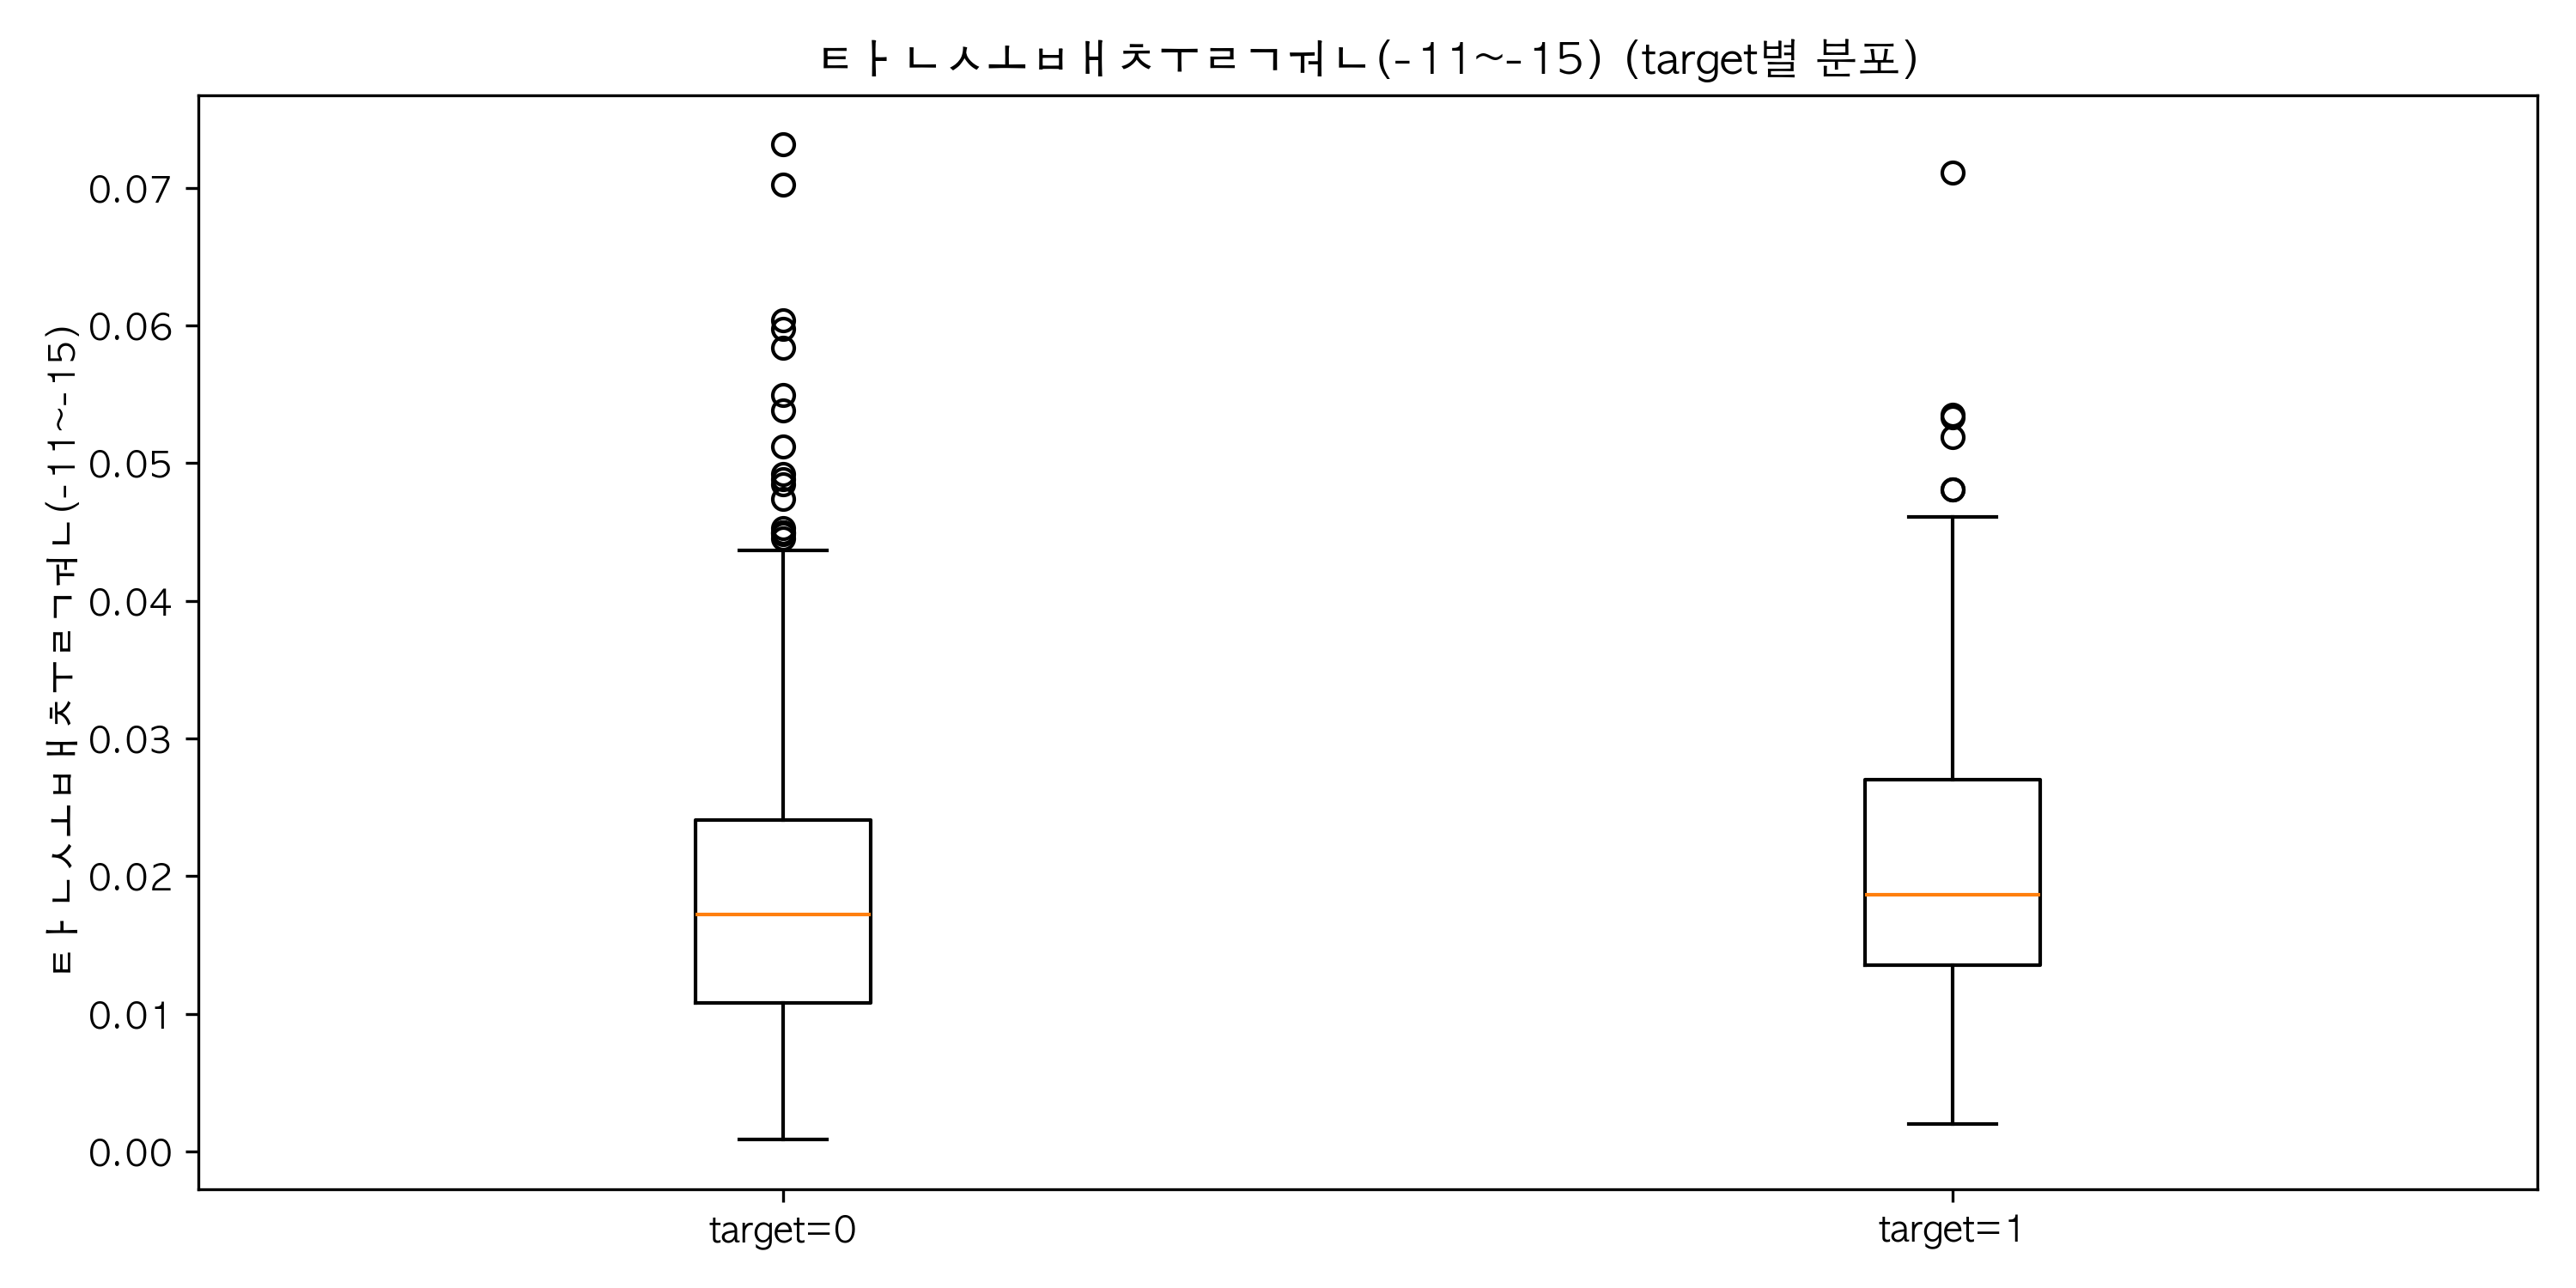 ㅌㅏㄴㅅㅗㅂㅐㅊㅜㄹㄱㅝㄴ(-11~-15) (target별 분포)
ㅌㅏㄴㅅㅗㅂㅐㅊㅜㄹㄱㅝㄴ(-11~-15)
0.07
0.06
0.05
0.04
0.03
0.02
0.01
0.00
target=0
target=1